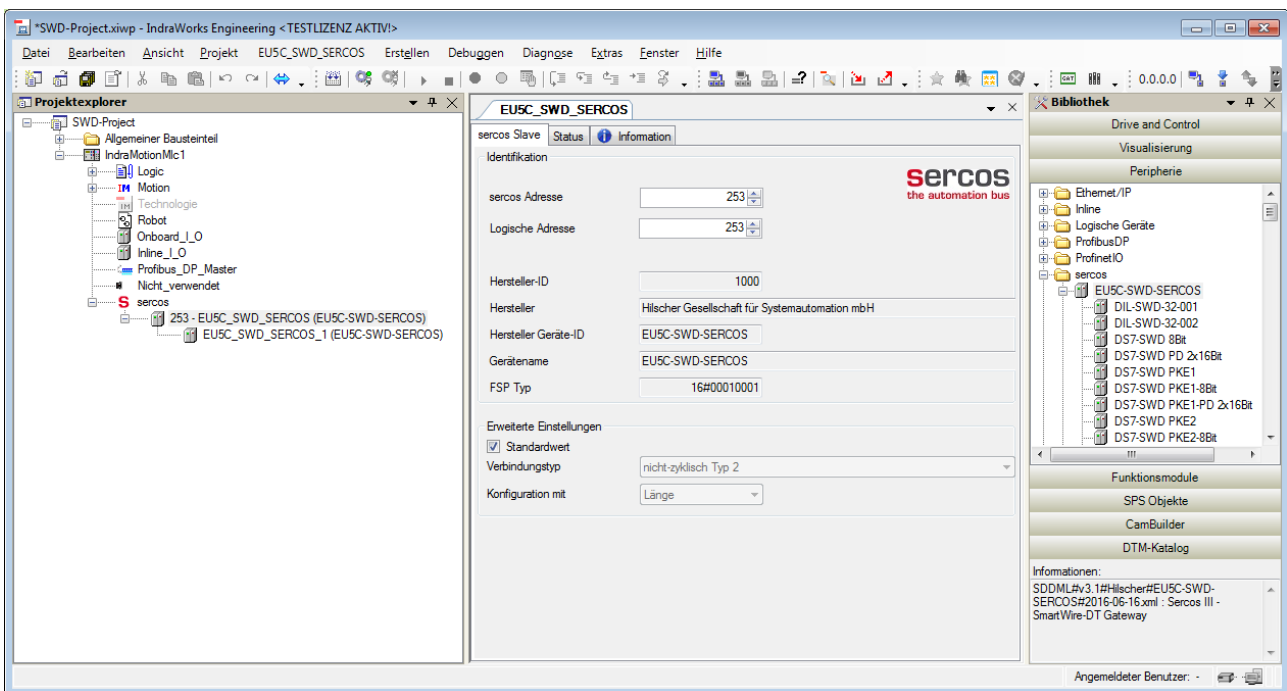 *SWD-Project.xiwp - IndraWorks Engineering <TESTLIZENZ AKTIV!>
Datei Bearbeiten Ansicht Projekt EU5C_SWD_SERCOS Erstellen Debuggen Diagnose Extras Fenster Hilfe
0.0.0.0
Projektexplorer
SWD-Project
Allgemeiner Bausteinteil
IndraMotionMlc1
Logic
IM Motion
IM Technologie
Robot
Onboard_I_O
Inline_I_O
Profibus_DP_Master
Nicht_verwendet
S sercos
253 - EU5C_SWD_SERCOS (EU5C-SWD-SERCOS)
EU5C_SWD_SERCOS_1 (EU5C-SWD-SERCOS)
EU5C_SWD_SERCOS
sercos Slave Status Information
Identifikation
sercos
the automation bus
sercos Adresse 253
Logische Adresse 253
Hersteller-ID 1000
Hersteller Hilscher Gesellschaft für Systemautomation mbH
Hersteller Geräte-ID EU5C-SWD-SERCOS
Gerätename EU5C-SWD-SERCOS
FSP Typ 16#00010001
Erweiterte Einstellungen
Standardwert
Verbindungstyp nicht-zyklisch Typ 2
Konfiguration mit Länge
Bibliothek
Drive and Control
Visualisierung
Peripherie
Ethernet/IP
Inline
Logische Geräte
ProfibusDP
ProfinetIO
sercos
EU5C-SWD-SERCOS
DIL-SWD-32-001
DIL-SWD-32-002
DS7-SWD 8Bit
DS7-SWD PD 2x16Bit
DS7-SWD PKE1
DS7-SWD PKE1-8Bit
DS7-SWD PKE1-PD 2x16Bit
DS7-SWD PKE2
DS7-SWD PKE2-8Bit
Funktionsmodule
SPS Objekte
CamBuilder
DTM-Katalog
Informationen:
SDDML#v3.1#Hilscher#EU5C-SWD-
SERCOS#2016-06-16.xml : Sercos III -
SmartWire-DT Gateway
Angemeldeter Benutzer: -